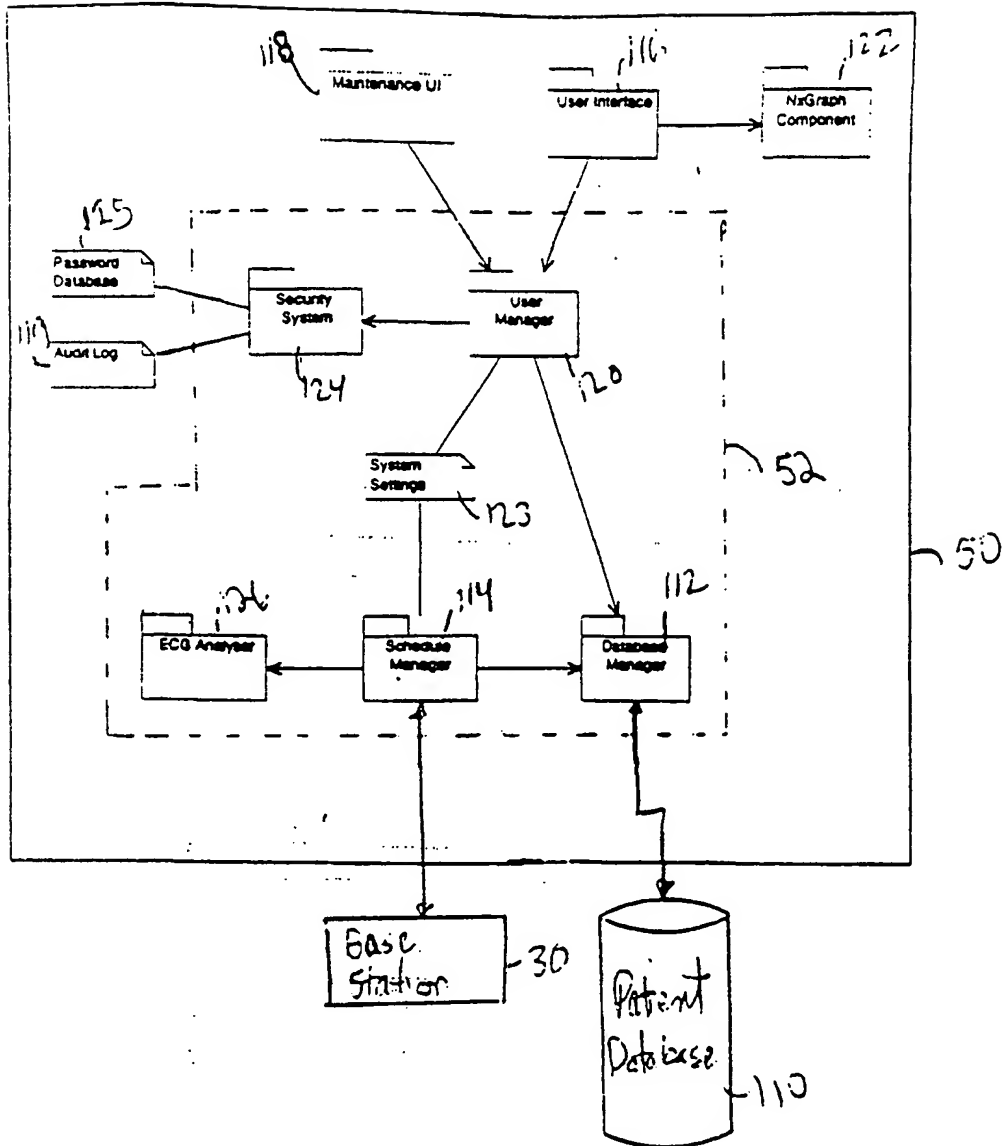 118
Maintenance UI
116
User Interface
122
NxGraph
Component
125
Password
Database
Security
System
124
User
Manager
120
119
Audit Log
System
Settings
123
52
50
126
ECG Analyser
114
Schedule
Manager
112
Database
Manager
Base
Station
30
Patient
Database
110